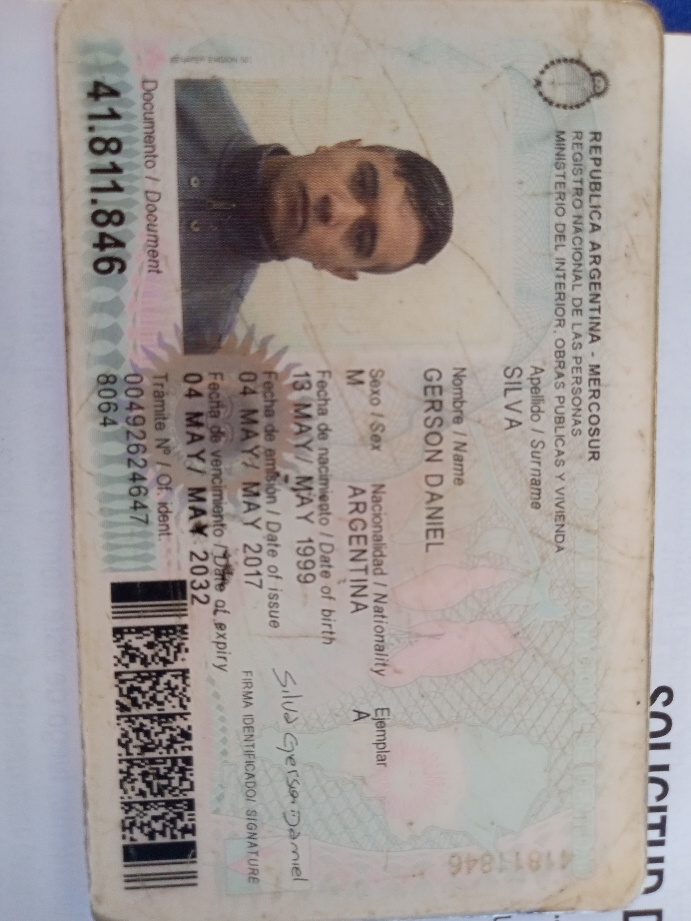 REPUBLICA ARGENTINA - MERCOSUR
REGISTRO NACIONAL DE LAS PERSONAS
MINISTERIO DEL INTERIOR, OBRAS PUBLICAS Y VIVIENDA
Apellido / Surname
SILVA
Nombre / Name
GERSON DANIEL
Sexo / Sex Nacionalidad / Nationality Ejemplar
M ARGENTINA A
Fecha de nacimiento / Date of birth
13 MAY/ MAY 1999
Fecha de emisión / Date of issue
04 MAY/ MAY 2017
Fecha de vencimiento / Date of expiry
04 MAY/ MAY 2032
Silva Gerson Daniel
FIRMA IDENTIFICADO/ SIGNATURE
Documento / Document
41.811.846
Trámite Nº / Of. ident.
00492624647
8064
41811846